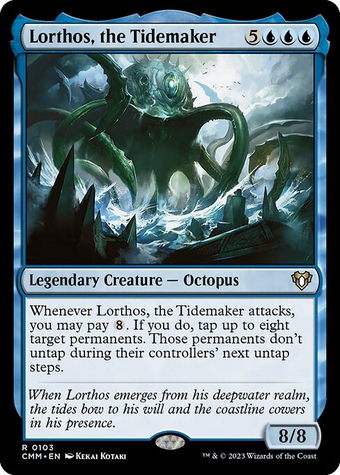 Lorthos, the Tidemaker 5
Legendary Creature — Octopus
Whenever Lorthos, the Tidemaker attacks,
you may pay 8. If you do, tap up to eight
target permanents. Those permanents don't
untap during their controllers' next untap
steps.
When Lorthos emerges from his deepwater realm,
the tides bow to his will and the coastline cowers
in his presence.
8/8
R 0103
CMM • EN Kekai Kotaki
™ & © 2023 Wizards of the Coast